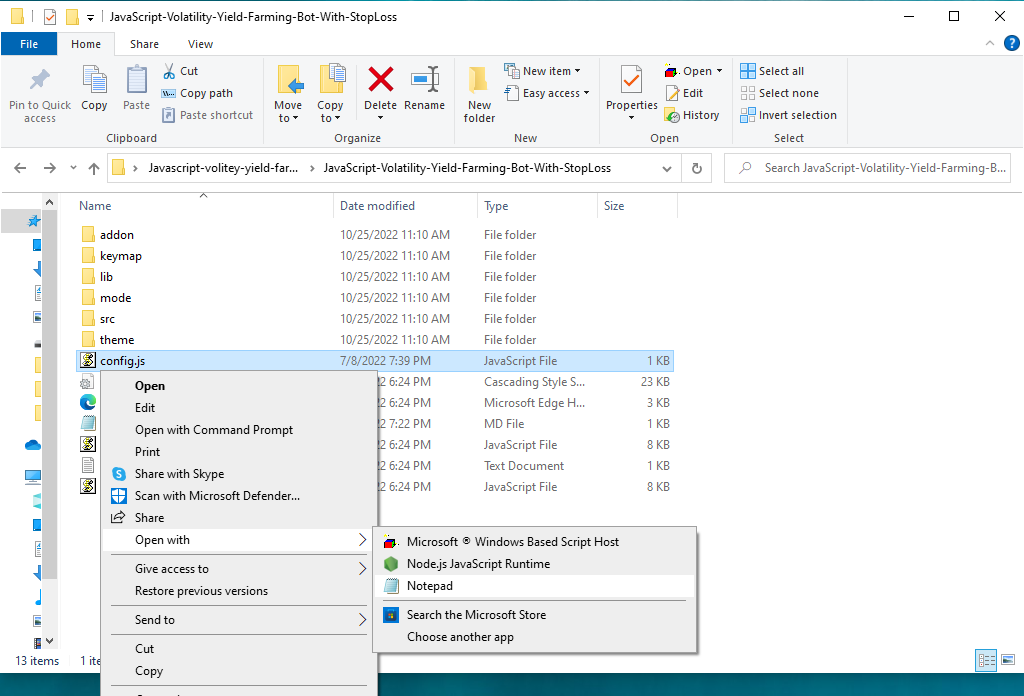 JavaScript-Volatility-Yield-Farming-Bot-With-StopLoss
File Home Share View
?
Pin to Quick access
Copy
Paste
Cut
Copy path
Paste shortcut
Clipboard
Move to
Copy to
Delete
Rename
Organize
New folder
New item
Easy access
New
Properties
Open
Edit
History
Open
Select all
Select none
Invert selection
Select
Javascript-volitey-yield-far... JavaScript-Volatility-Yield-Farming-Bot-With-StopLoss
Search JavaScript-Volatility-Yield-Farming-B...
Name Date modified Type Size
addon 10/25/2022 11:10 AM File folder
keymap 10/25/2022 11:10 AM File folder
lib 10/25/2022 11:10 AM File folder
mode 10/25/2022 11:10 AM File folder
src 10/25/2022 11:10 AM File folder
theme 10/25/2022 11:10 AM File folder
config.js 7/8/2022 7:39 PM JavaScript File 1 KB
22 6:24 PM Cascading Style S... 23 KB
22 6:24 PM Microsoft Edge H... 3 KB
22 7:22 PM MD File 1 KB
22 6:24 PM JavaScript File 8 KB
22 6:24 PM Text Document 1 KB
22 6:24 PM JavaScript File 8 KB
Open
Edit
Open with Command Prompt
Print
Share with Skype
Scan with Microsoft Defender...
Share
Open with
Give access to
Restore previous versions
Send to
Cut
Copy
Microsoft ® Windows Based Script Host
Node.js JavaScript Runtime
Notepad
Search the Microsoft Store
Choose another app
13 items 1 ite